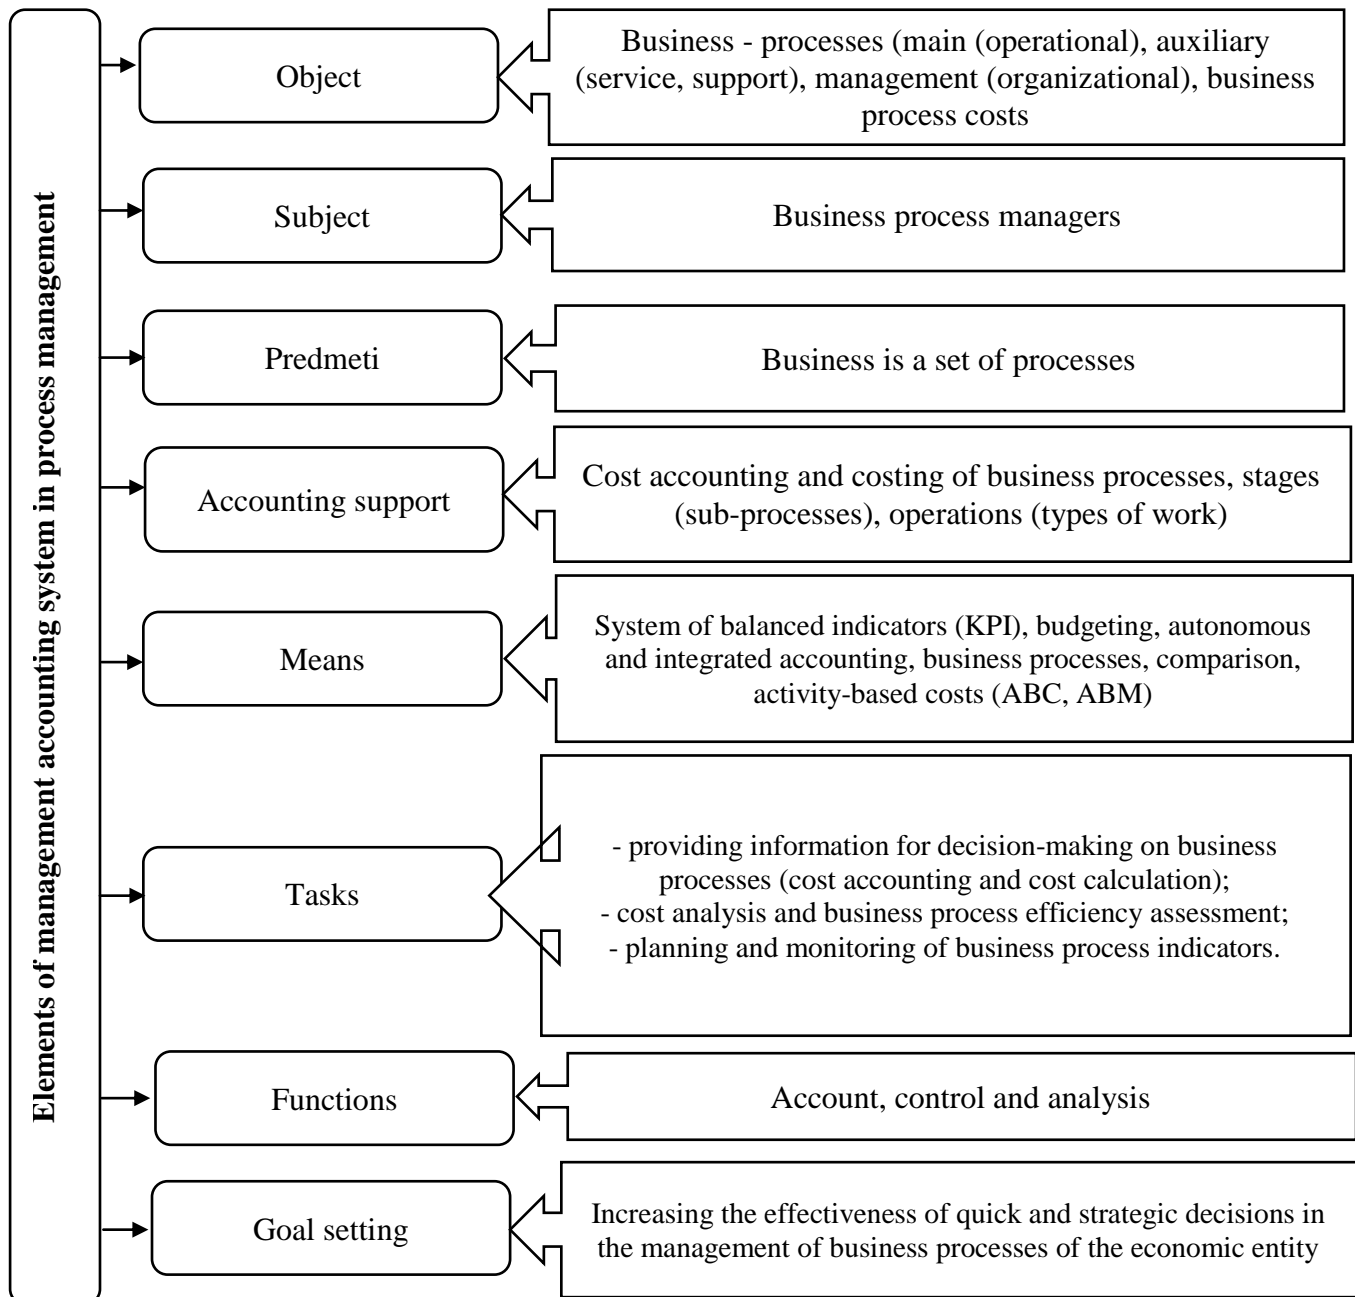 Elements of management accounting system in process management
Object
Business - processes (main (operational), auxiliary
(service, support), management (organizational), business
process costs
Subject
Business process managers
Predmeti
Business is a set of processes
Accounting support
Cost accounting and costing of business processes, stages
(sub-processes), operations (types of work)
Means
System of balanced indicators (KPI), budgeting, autonomous
and integrated accounting, business processes, comparison,
activity-based costs (ABC, ABM)
Tasks
- providing information for decision-making on business
processes (cost accounting and cost calculation);
- cost analysis and business process efficiency assessment;
- planning and monitoring of business process indicators.
Functions
Account, control and analysis
Goal setting
Increasing the effectiveness of quick and strategic decisions in
the management of business processes of the economic entity